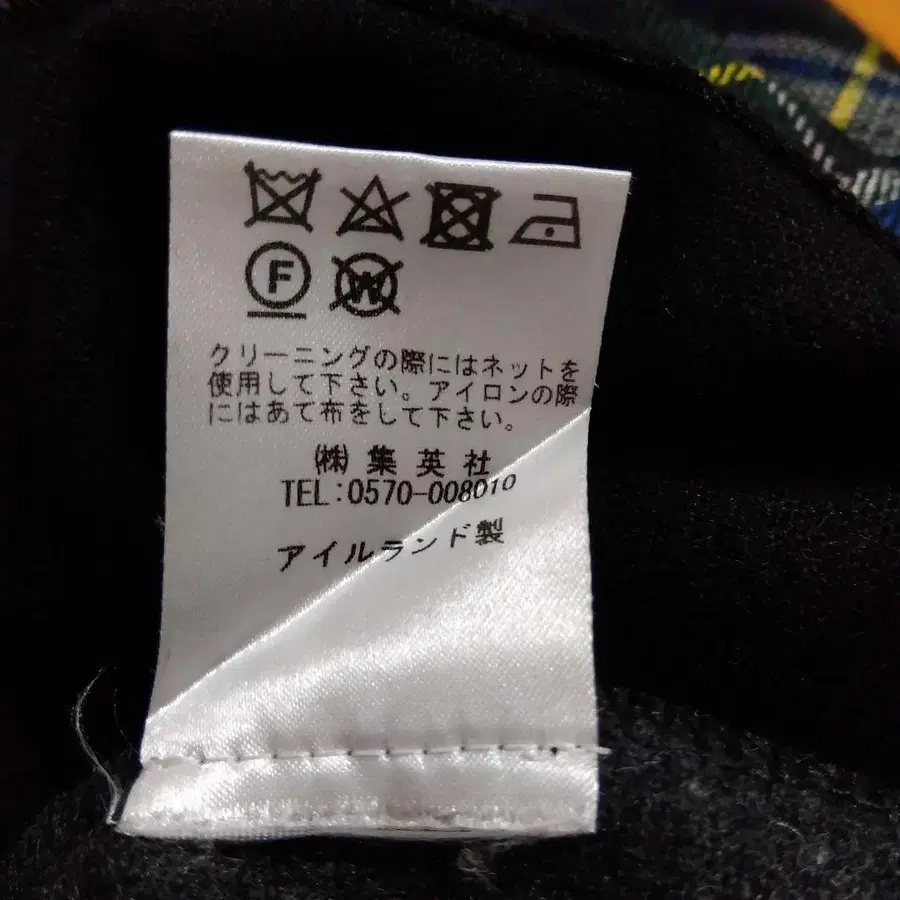 F W
クリーニングの際にはネットを
使用して下さい。アイロンの際
にはあて布をして下さい。
㈱集英社
TEL:0570-008010
アイルランド製